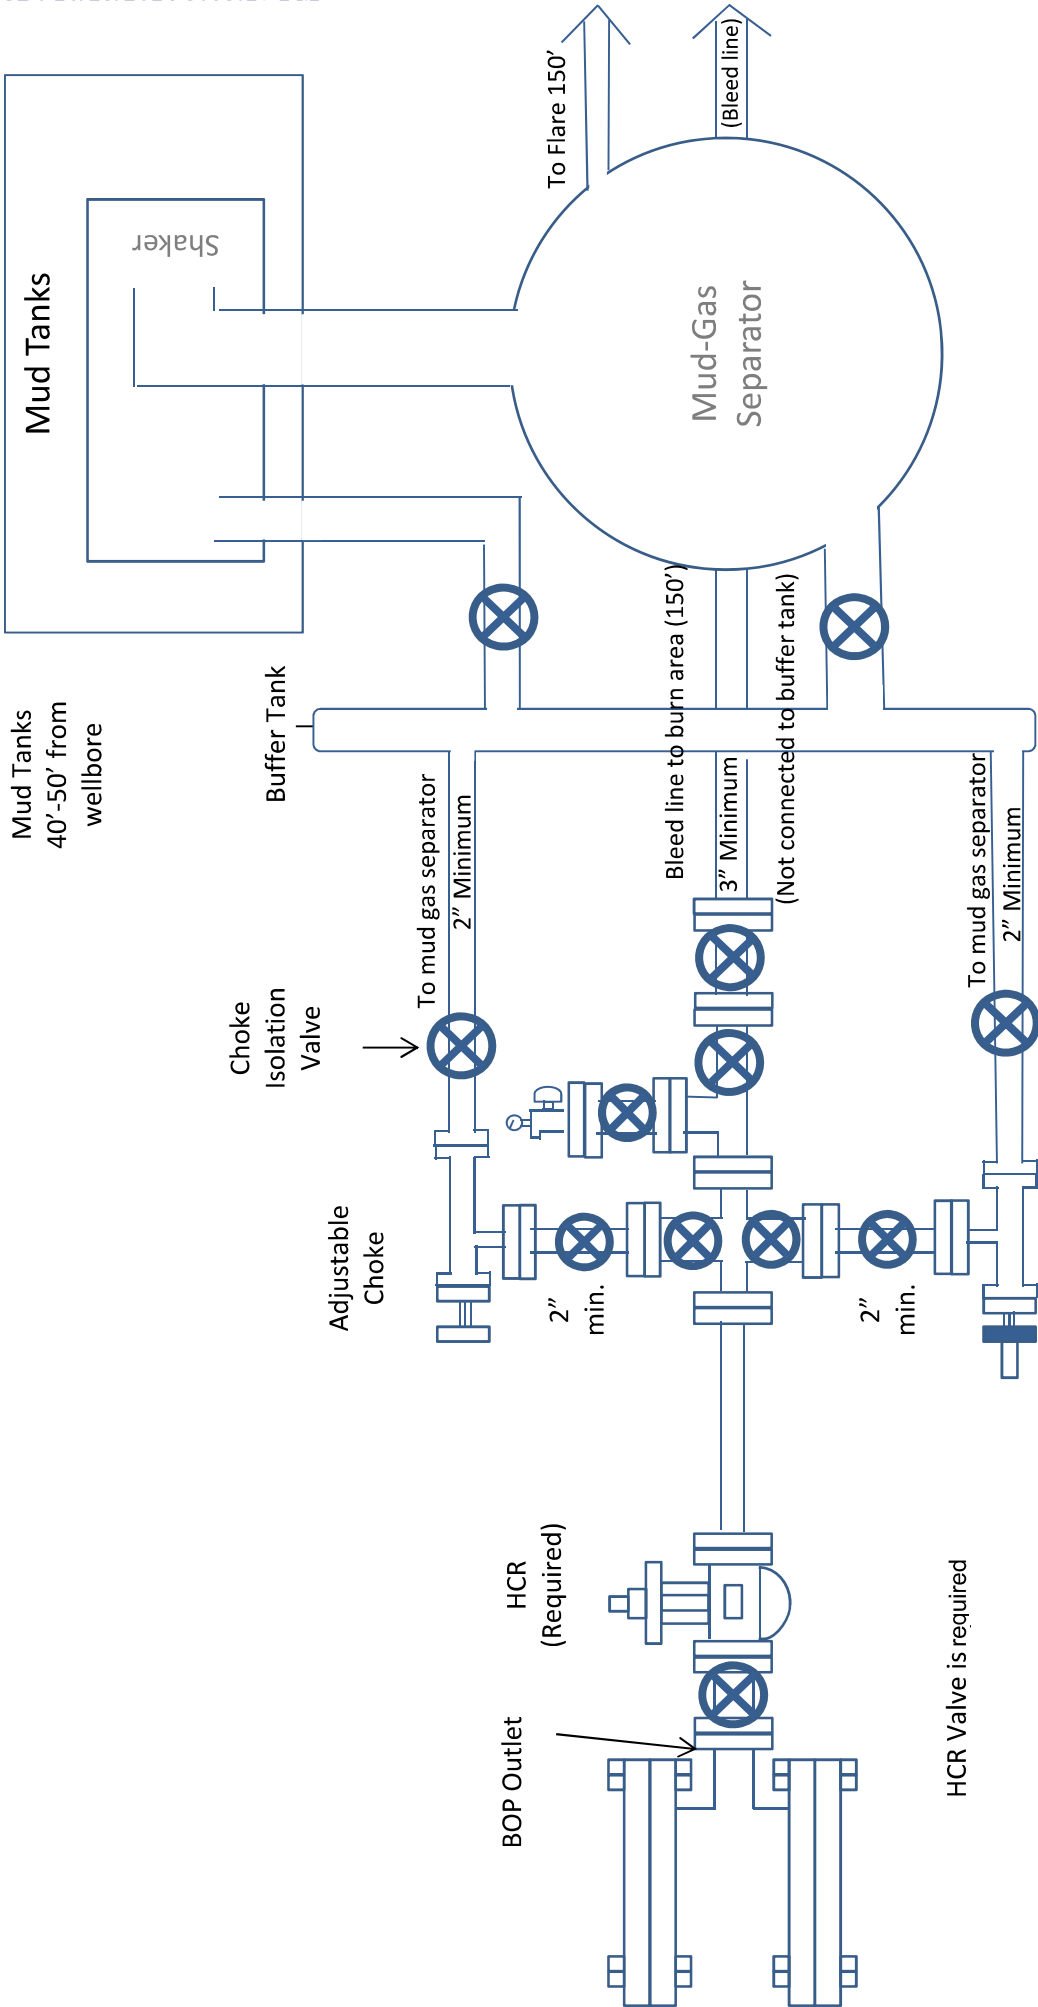 Mud Tanks
Shaker
To Flare 150’
(Bleed line)
Mud-Gas
Separator
Mud Tanks
40’-50’ from
wellbore
Buffer Tank
To mud gas separator
2” Minimum
Bleed line to burn area (150’)
3” Minimum
(Not connected to buffer tank)
To mud gas separator
2” Minimum
Choke
Isolation
Valve
Adjustable
Choke
2”
min.
2”
min.
HCR
(Required)
BOP Outlet
HCR Valve is required